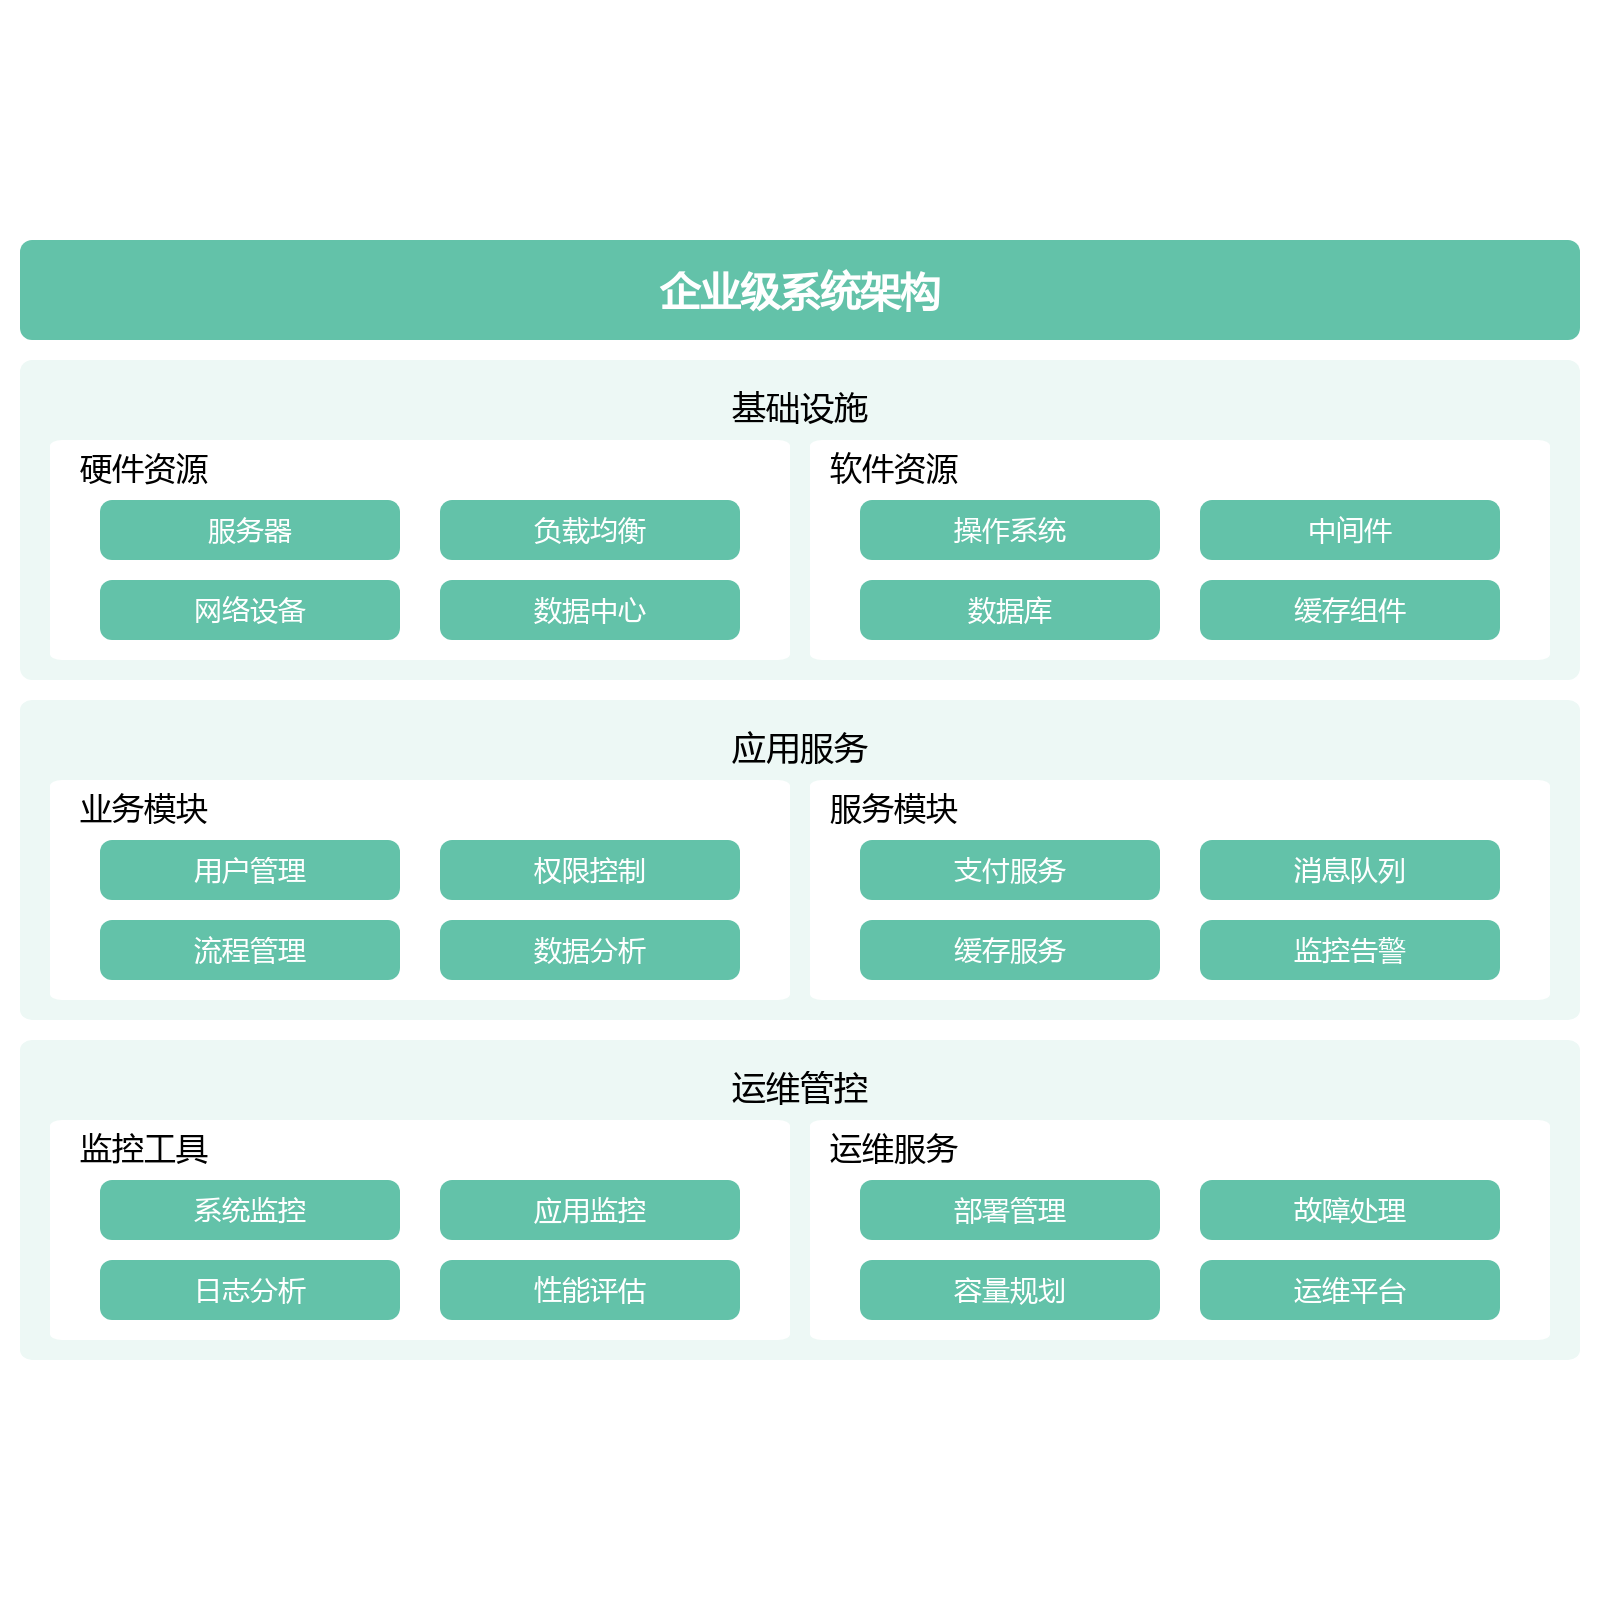 企业级系统架构
基础设施
硬件资源
服务器
负载均衡
网络设备
数据中心
软件资源
操作系统
中间件
数据库
缓存组件
应用服务
业务模块
用户管理
权限控制
流程管理
数据分析
服务模块
支付服务
消息队列
缓存服务
监控告警
运维管控
监控工具
系统监控
应用监控
日志分析
性能评估
运维服务
部署管理
故障处理
容量规划
运维平台